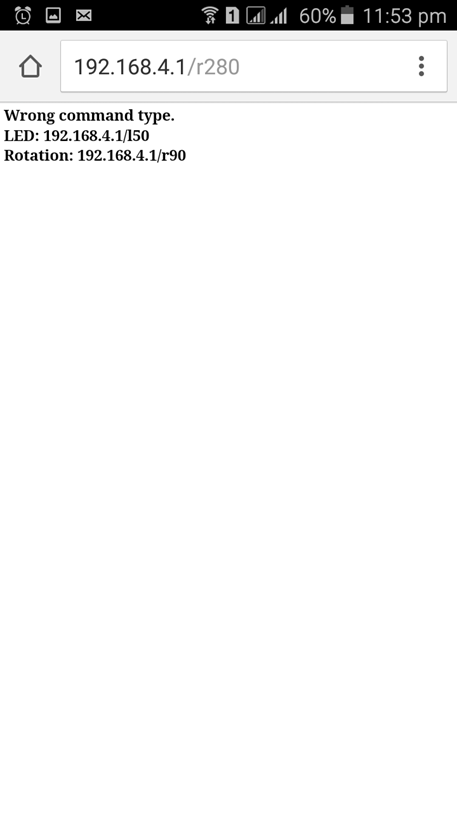 1 60% 11:53 pm
192.168.4.1/r280
Wrong command type.
LED: 192.168.4.1/l50
Rotation: 192.168.4.1/r90